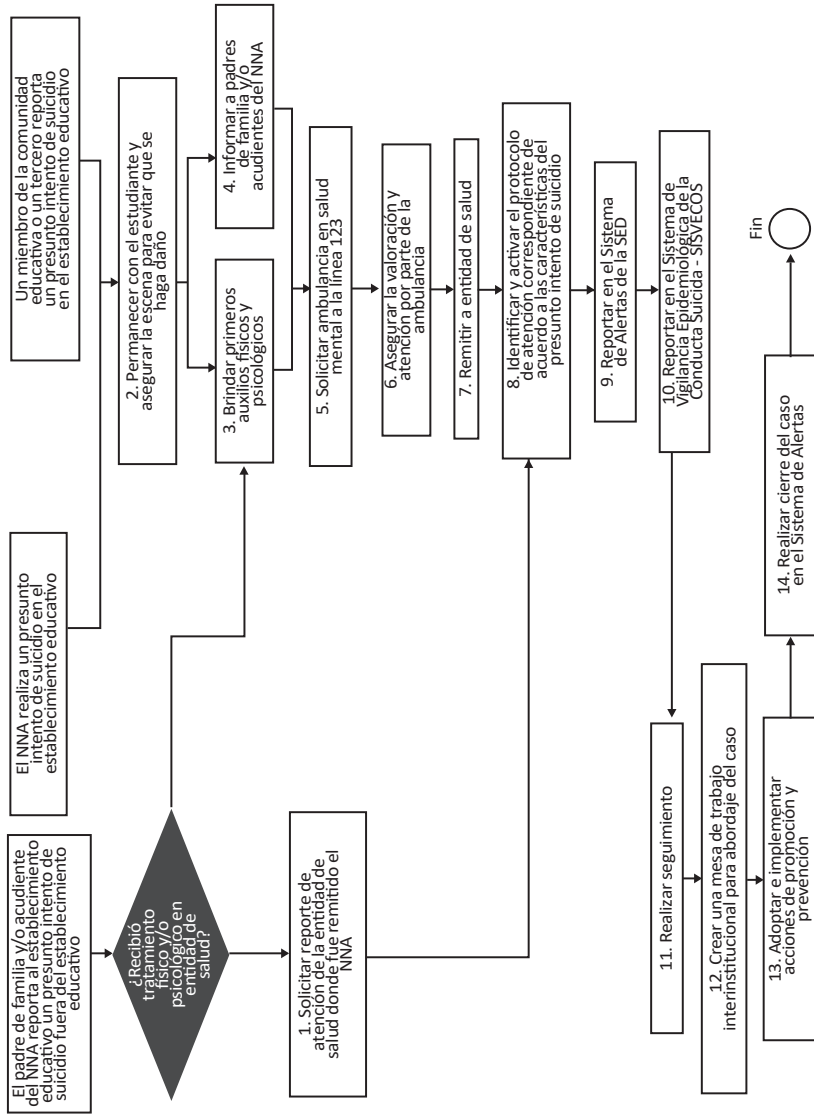 El padre de familia y/o acudiente
del NNA reporta al establecimiento
educativo un presunto intento de
suicidio fuera del establecimiento
educativo
El NNA realiza un presunto
intento de suicidio en el
establecimiento educativo
Un miembro de la comunidad
educativa o un tercero reporta
un presunto intento de suicidio
en el establecimiento educativo
¿Recibió
tratamiento
físico y/o
psicológico en
entidad de
salud?
1. Solicitar reporte de
atención de la entidad de
salud donde fue remitido el
NNA
2. Permanecer con el estudiante y
asegurar la escena para evitar que se
haga daño
3. Brindar primeros
auxilios físicos y
psicológicos
4. Informar a padres
de familia y/o
acudientes del NNA
5. Solicitar ambulancia en salud
mental a la línea 123
6. Asegurar la valoración y
atención por parte de la
ambulancia
7. Remitir a entidad de salud
8. Identificar y activar el protocolo
de atención correspondiente de
acuerdo a las características del
presunto intento de suicidio
9. Reportar en el Sistema
de Alertas de la SED
10. Reportar en el Sistema de
Vigilancia Epidemiológica de la
Conducta Suicida - SISVECOS
11. Realizar seguimiento
12. Crear una mesa de trabajo
interinstitucional para abordaje del caso
13. Adoptar e implementar
acciones de promoción y
prevención
14. Realizar cierre del caso
en el Sistema de Alertas
Fin